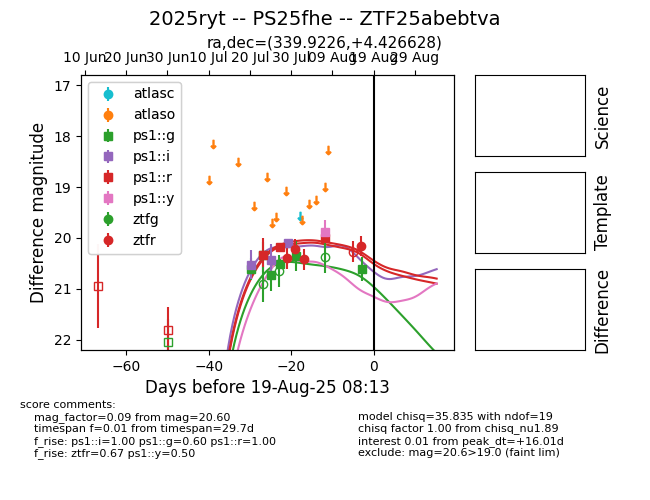 2025ryt -- PS25fhe -- ZTF25abebtva
ra,dec=(339.9226,+4.426628)
10 Jun 20 Jun 30 Jun 10 Jul 20 Jul 30 Jul 09 Aug 19 Aug 29 Aug
Difference magnitude
17
18
19
20
21
22
atlasc
atlaso
ps1::g
ps1::i
ps1::r
ps1::y
ztfg
ztfr
−60 −40 −20 0
Days before 19-Aug-25 08:13
Science
Template
Difference
score comments:
mag_factor=0.09 from mag=20.60
timespan f=0.01 from timespan=29.7d
f_rise: ps1::i=1.00 ps1::g=0.60 ps1::r=1.00
f_rise: ztfr=0.67 ps1::y=0.50
model chisq=35.835 with ndof=19
chisq factor 1.00 from chisq_nu1.89
interest 0.01 from peak_dt=+16.01d
exclude: mag=20.6>19.0 (faint lim)